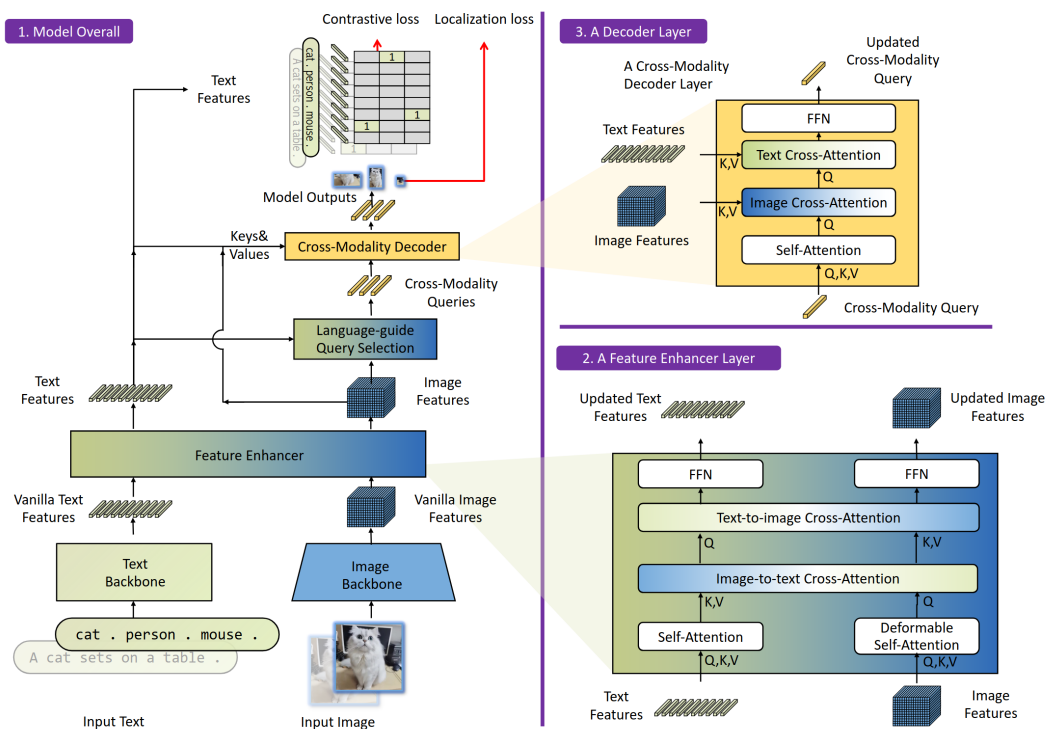 1. Model Overall
Contrastive loss
Localization loss
Text
Features
A cat sets on a table .
cat . person . mouse .
1
1
1
1
Model Outputs
Keys&
Values
Cross-Modality Decoder
Cross-Modality
Queries
Language-guide
Query Selection
Text
Features
Image
Features
Feature Enhancer
Vanilla Text
Features
Vanilla Image
Features
Text
Backbone
Image
Backbone
cat . person . mouse .
A cat sets on a table .
Input Text
Input Image
3. A Decoder Layer
Updated
Cross-Modality
Query
A Cross-Modality
Decoder Layer
FFN
Text Features
Text Cross-Attention
K,V
Q
Image Cross-Attention
K,V
Q
Image Features
Self-Attention
Q,K,V
Cross-Modality Query
2. A Feature Enhancer Layer
Updated Text
Features
Updated Image
Features
FFN
FFN
Text-to-image Cross-Attention
Q
K,V
Image-to-text Cross-Attention
K,V
Q
Self-Attention
Deformable
Self-Attention
Q,K,V
Q,K,V
Text
Features
Image
Features